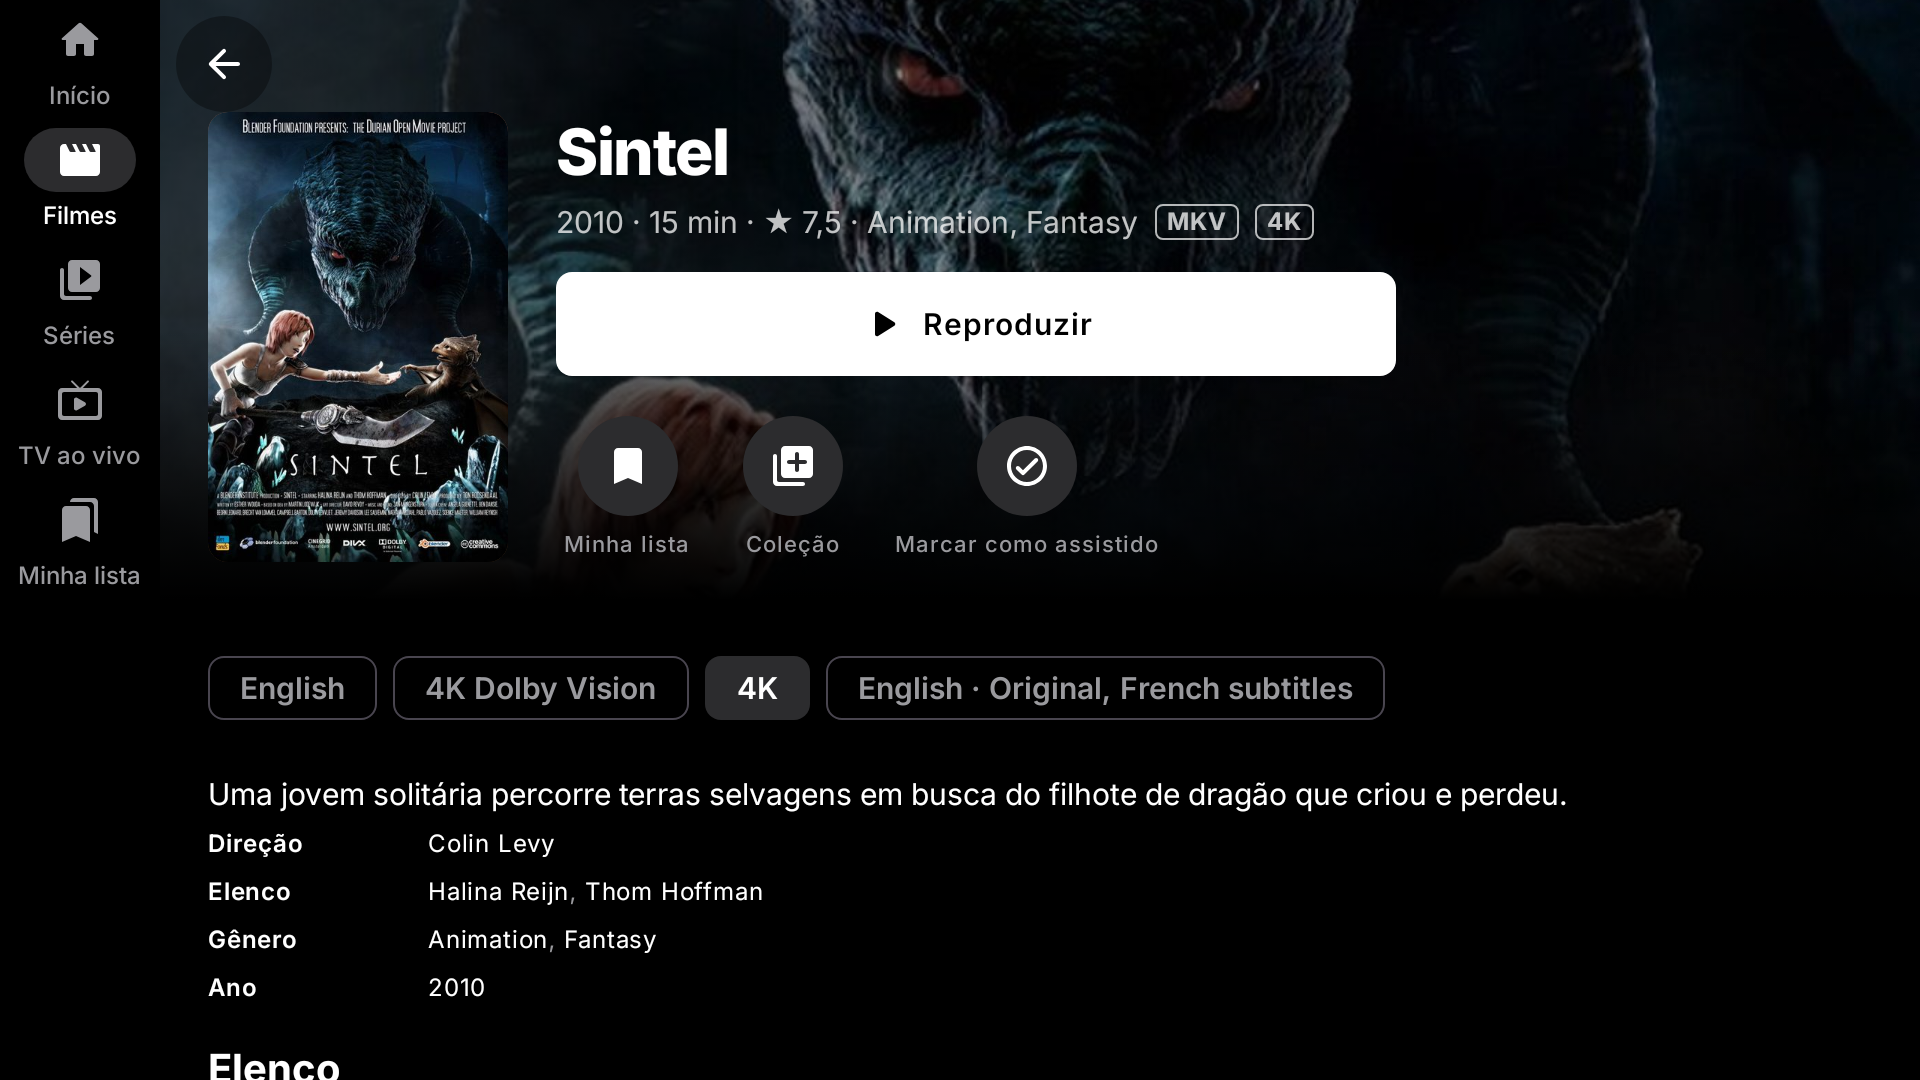 Início
Filmes
Séries
TV ao vivo
Minha lista
BLENDER FOUNDATION PRESENTS: THE DURIAN OPEN MOVIE PROJECT
SINTEL
WWW.SINTEL.ORG
Sintel
2010 · 15 min · ★ 7,5 · Animation, Fantasy MKV 4K
Reproduzir
Minha lista
Coleção
Marcar como assistido
English
4K Dolby Vision
4K
English · Original, French subtitles
Uma jovem solitária percorre terras selvagens em busca do filhote de dragão que criou e perdeu.
Direção Colin Levy
Elenco Halina Reijn, Thom Hoffman
Gênero Animation, Fantasy
Ano 2010
Elenco